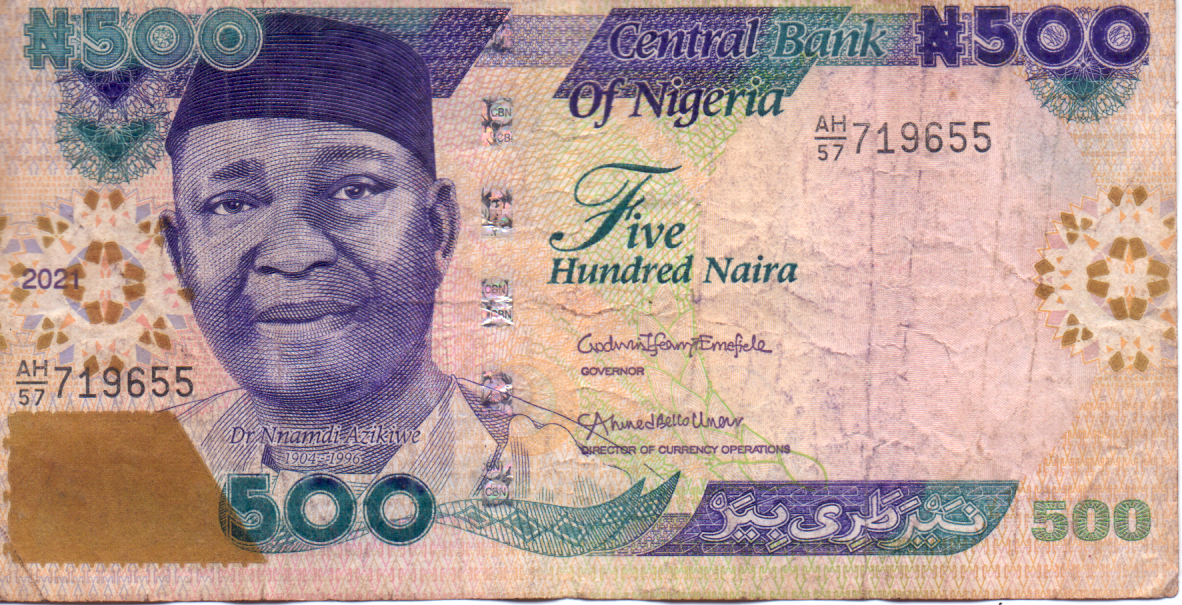 ₦500
Central Bank
₦500
Of Nigeria
CBN
AH/57 719655
Five
Hundred Naira
2021
CBN
CBN
Godwin Ifeanyi Emefiele
GOVERNOR
AH/57 719655
Ahmed Bello Umar
DIRECTOR OF CURRENCY OPERATIONS
Dr Nnamdi Azikiwe
1904-1996
CBN
500
نَيْرَ طَرِى بِيَرْ
500